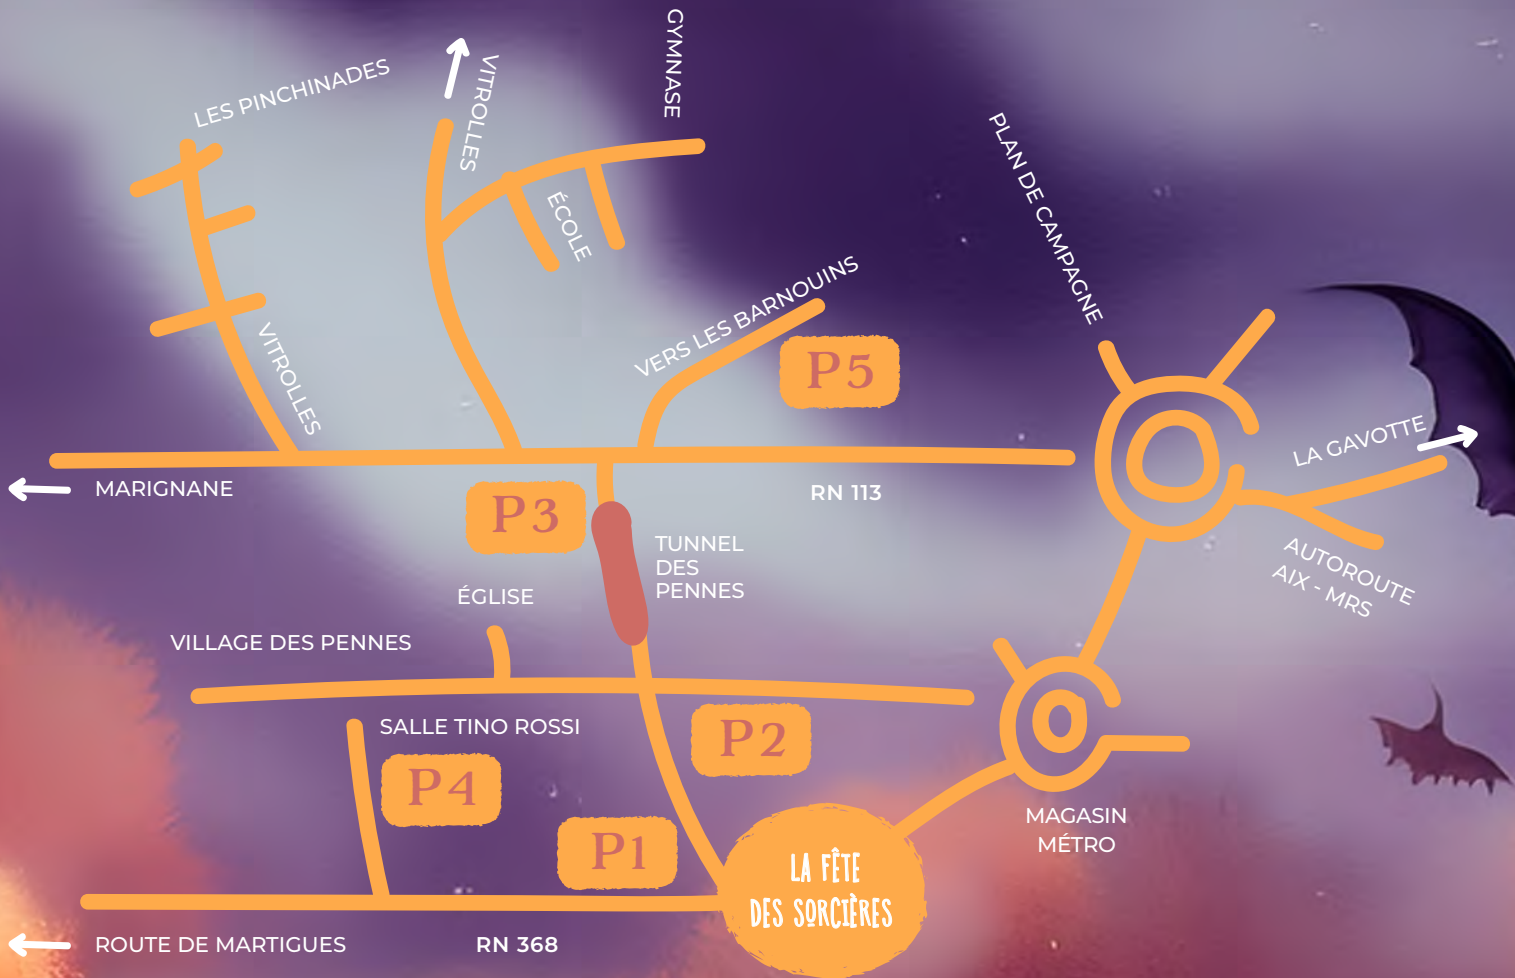 GYMNASE
LES PINCHINADES
VITROLLES
PLAN DE CAMPAGNE
ÉCOLE
VERS LES BARNOUINS
VITROLLES
P5
LA GAVOTTE
MARIGNANE
RN 113
P3
TUNNEL
DES
PENNES
AUTOROUTE
AIX - MRS
ÉGLISE
VILLAGE DES PENNES
SALLE TINO ROSSI
P2
P4
MAGASIN
MÉTRO
P1
LA FÊTE
DES SORCIÈRES
ROUTE DE MARTIGUES
RN 368